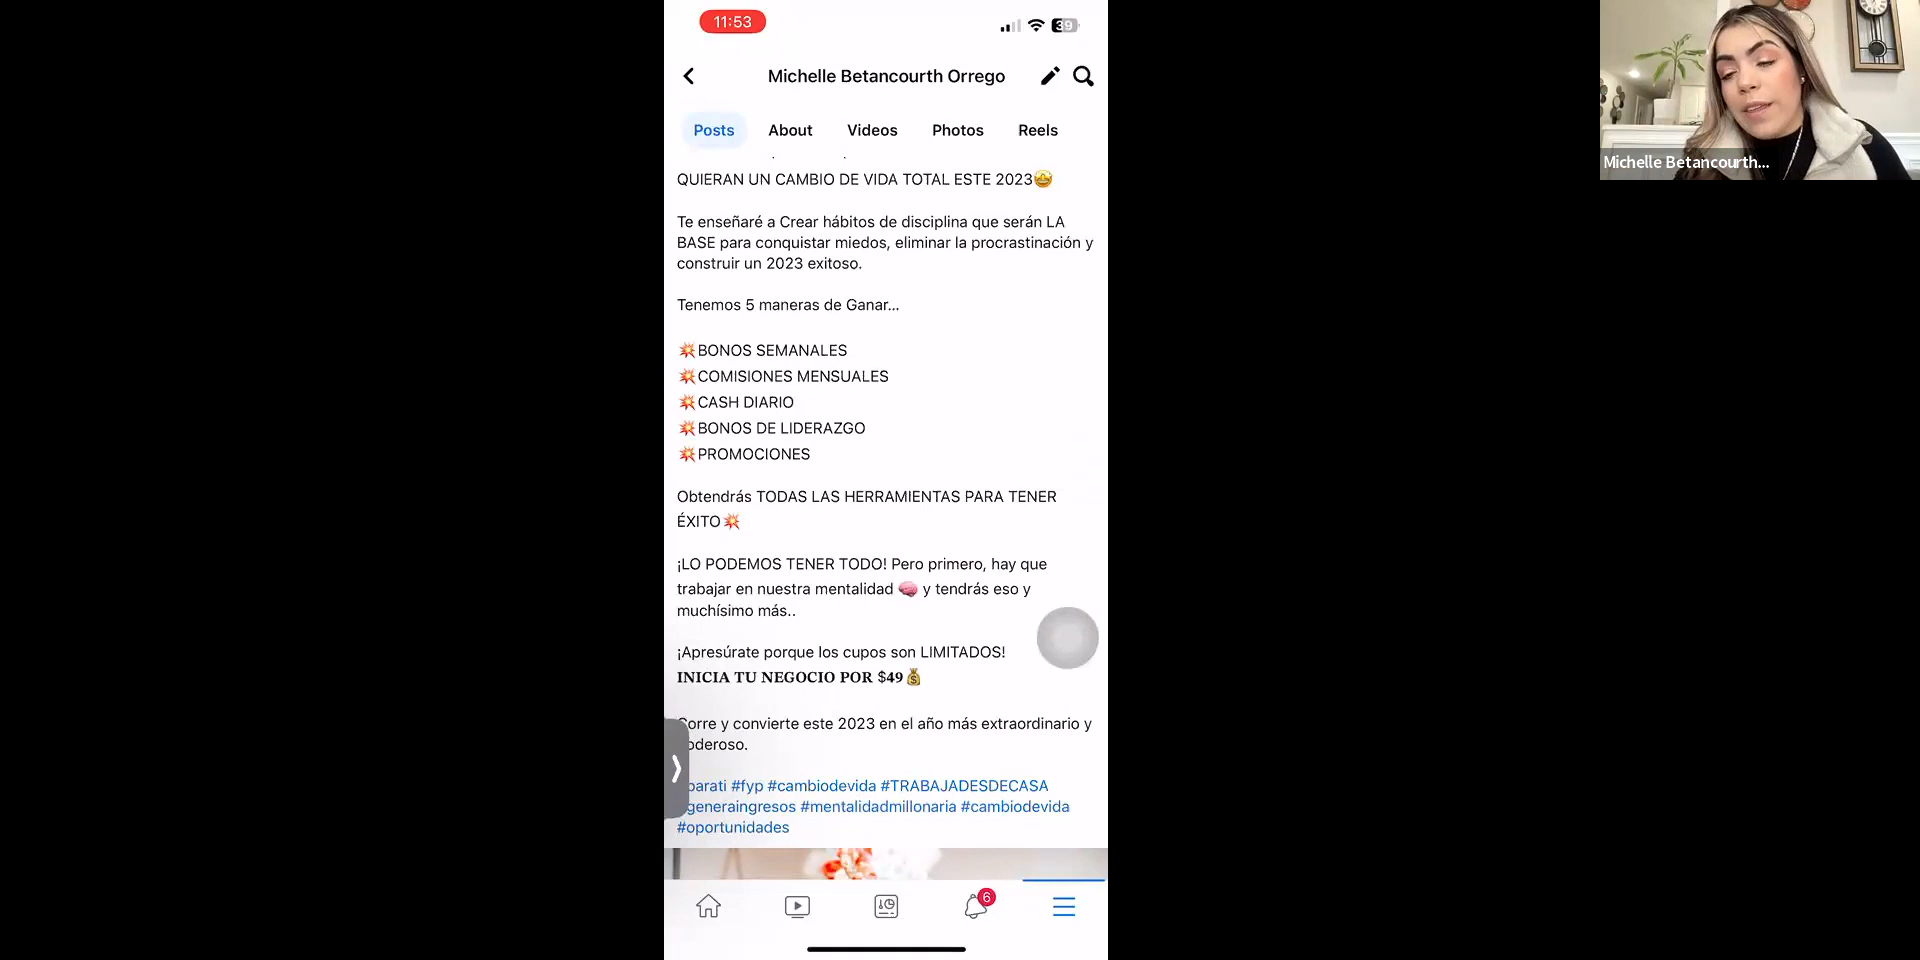 11:53
39
Michelle Betancourth Orrego
Posts About Videos Photos Reels
QUIERAN UN CAMBIO DE VIDA TOTAL ESTE 2023🤩
Te enseñaré a Crear hábitos de disciplina que serán LA
BASE para conquistar miedos, eliminar la procrastinación y
construir un 2023 exitoso.
Tenemos 5 maneras de Ganar...
💥BONOS SEMANALES
💥COMISIONES MENSUALES
💥CASH DIARIO
💥BONOS DE LIDERAZGO
💥PROMOCIONES
Obtendrás TODAS LAS HERRAMIENTAS PARA TENER
ÉXITO💥
¡LO PODEMOS TENER TODO! Pero primero, hay que
trabajar en nuestra mentalidad 🧠 y tendrás eso y
muchísimo más..
¡Apresúrate porque los cupos son LIMITADOS!
𝐈𝐍𝐈𝐂𝐈𝐀 𝐓𝐔 𝐍𝐄𝐆𝐎𝐂𝐈𝐎 𝐏𝐎𝐑 $𝟒𝟗💰
Corre y convierte este 2023 en el año más extraordinario y
oderoso.
parati #fyp #cambiodevida #TRABAJADESDECASA
generaingresos #mentalidadmillonaria #cambiodevida
#oportunidades
6
Michelle Betancourth...